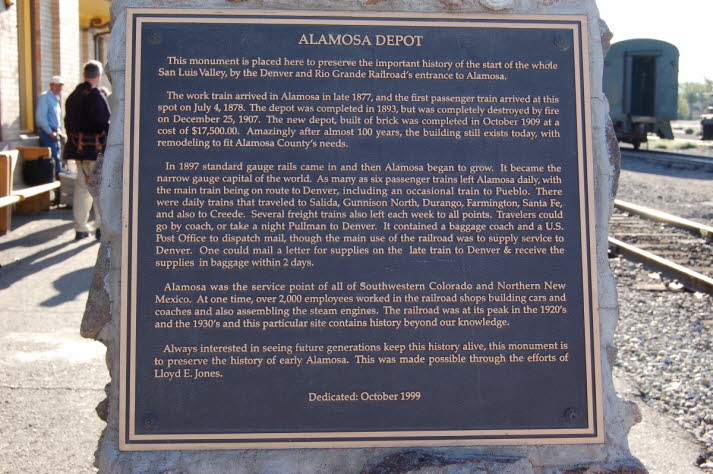 ALAMOSA DEPOT
This monument is placed here to preserve the important history of the start of the whole
San Luis Valley, by the Denver and Rio Grande Railroad's entrance to Alamosa.
The work train arrived in Alamosa in late 1877, and the first passenger train arrived at this
spot on July 4, 1878. The depot was completed in 1893, but was completely destroyed by fire
on December 25, 1907. The new depot, built of brick was completed in October 1909 at a
cost of $17,500.00. Amazingly after almost 100 years, the building still exists today, with
remodeling to fit Alamosa County's needs.
In 1897 standard gauge rails came in and then Alamosa began to grow. It became the
narrow gauge capital of the world. As many as six passenger trains left Alamosa daily, with
the main train being on route to Denver, including an occasional train to Pueblo. There
were daily trains that traveled to Salida, Gunnison North, Durango, Farmington, Santa Fe,
and also to Creede. Several freight trains also left each week to all points. Travelers could
go by coach, or take a night Pullman to Denver. It contained a baggage coach and a U.S.
Post Office to dispatch mail, though the main use of the railroad was to supply service to
Denver. One could mail a letter for supplies on the late train to Denver & receive the
supplies in baggage within 2 days.
Alamosa was the service point of all of Southwestern Colorado and Northern New
Mexico. At one time, over 2,000 employees worked in the railroad shops building cars and
coaches and also assembling the steam engines. The railroad was at its peak in the 1920's
and the 1930's and this particular site contains history beyond our knowledge.
Always interested in seeing future generations keep this history alive, this monument is
to preserve the history of early Alamosa. This was made possible through the efforts of
Lloyd E. Jones.
Dedicated: October 1999